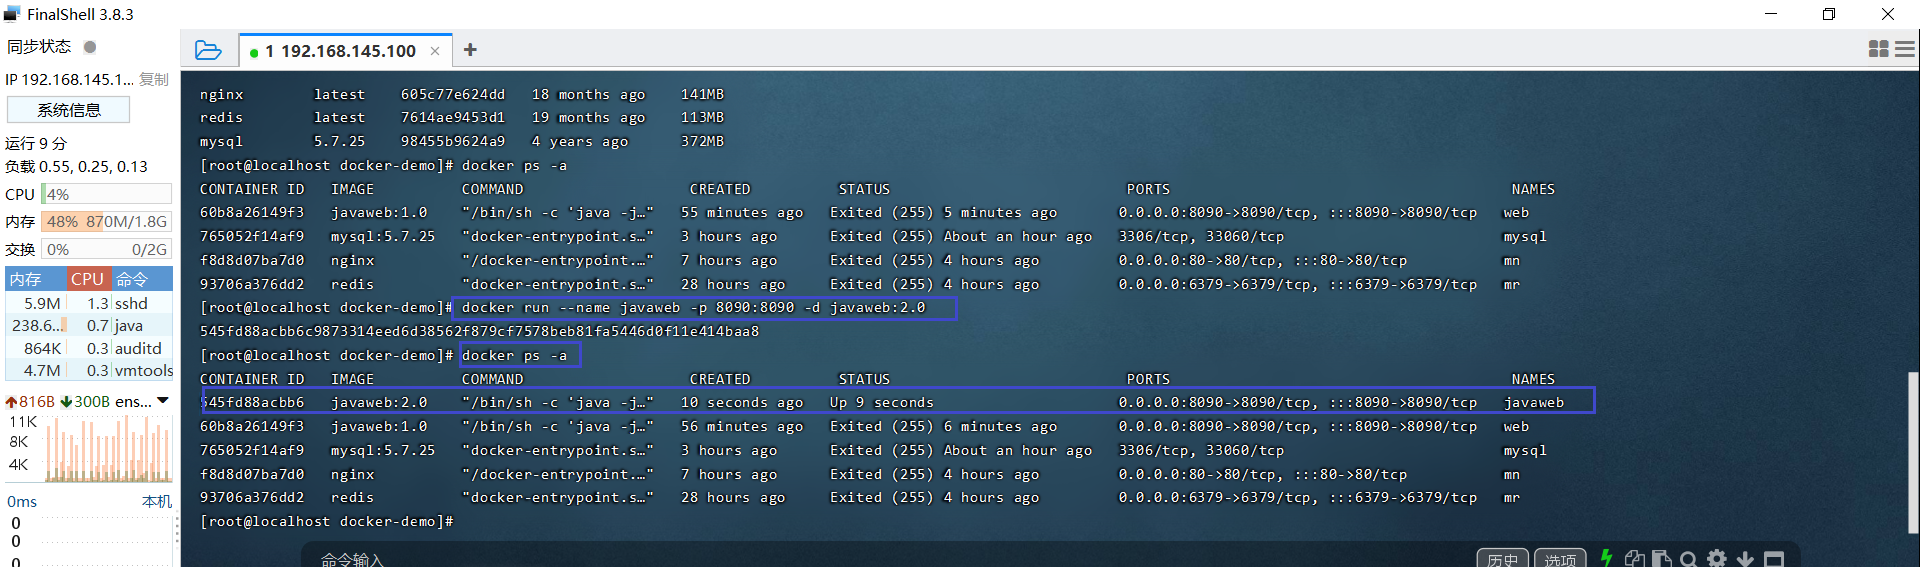 FinalShell 3.8.3
同步状态
IP 192.168.145.1... 复制
系统信息
运行 9 分
负载 0.55, 0.25, 0.13
CPU 4%
内存 48% 870M/1.8G
交换 0% 0/2G
内存 CPU 命令
5.9M 1.3 sshd
238.6... 0.7 java
864K 0.3 auditd
4.7M 0.3 vmtools
816B 300B ens...
11K
8K
4K
0ms 本机
0
0
0
1 192.168.145.100
nginx latest 605c77e624dd 18 months ago 141MB
redis latest 7614ae9453d1 19 months ago 113MB
mysql 5.7.25 98455b9624a9 4 years ago 372MB
[root@localhost docker-demo]# docker ps -a
CONTAINER ID IMAGE COMMAND CREATED STATUS PORTS NAMES
60b8a26149f3 javaweb:1.0 "/bin/sh -c 'java -j…" 55 minutes ago Exited (255) 5 minutes ago 0.0.0.0:8090->8090/tcp, :::8090->8090/tcp web
765052f14af9 mysql:5.7.25 "docker-entrypoint.s…" 3 hours ago Exited (255) About an hour ago 3306/tcp, 33060/tcp mysql
f8d8d07ba7d0 nginx "/docker-entrypoint.…" 7 hours ago Exited (255) 4 hours ago 0.0.0.0:80->80/tcp, :::80->80/tcp mn
93706a376dd2 redis "docker-entrypoint.s…" 28 hours ago Exited (255) 4 hours ago 0.0.0.0:6379->6379/tcp, :::6379->6379/tcp mr
[root@localhost docker-demo]# docker run --name javaweb -p 8090:8090 -d javaweb:2.0
545fd88acbb6c9873314eed6d38562f879cf7578beb81fa5446d0f11e414baa8
[root@localhost docker-demo]# docker ps -a
CONTAINER ID IMAGE COMMAND CREATED STATUS PORTS NAMES
545fd88acbb6 javaweb:2.0 "/bin/sh -c 'java -j…" 10 seconds ago Up 9 seconds 0.0.0.0:8090->8090/tcp, :::8090->8090/tcp javaweb
60b8a26149f3 javaweb:1.0 "/bin/sh -c 'java -j…" 56 minutes ago Exited (255) 6 minutes ago 0.0.0.0:8090->8090/tcp, :::8090->8090/tcp web
765052f14af9 mysql:5.7.25 "docker-entrypoint.s…" 3 hours ago Exited (255) About an hour ago 3306/tcp, 33060/tcp mysql
f8d8d07ba7d0 nginx "/docker-entrypoint.…" 7 hours ago Exited (255) 4 hours ago 0.0.0.0:80->80/tcp, :::80->80/tcp mn
93706a376dd2 redis "docker-entrypoint.s…" 28 hours ago Exited (255) 4 hours ago 0.0.0.0:6379->6379/tcp, :::6379->6379/tcp mr
[root@localhost docker-demo]#
命令输入 历史 选项